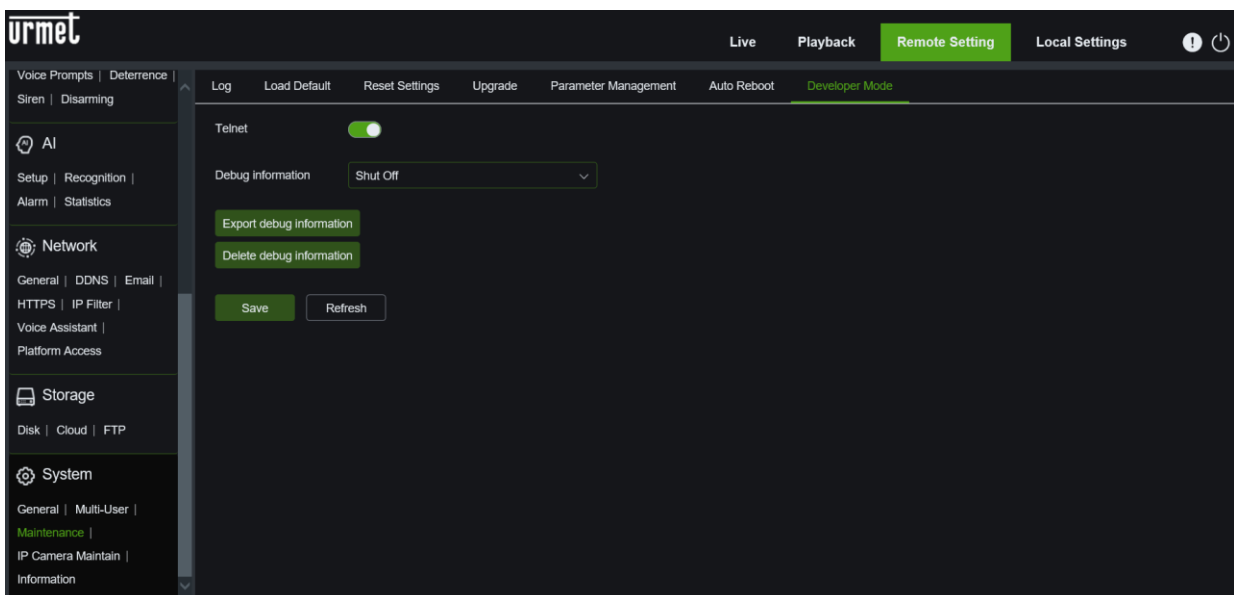 urmet
Live Playback Remote Setting Local Settings
Voice Prompts | Deterrence |
Siren | Disarming
AI
Setup | Recognition |
Alarm | Statistics
Network
General | DDNS | Email |
HTTPS | IP Filter |
Voice Assistant |
Platform Access
Storage
Disk | Cloud | FTP
System
General | Multi-User |
Maintenance |
IP Camera Maintain |
Information
Log Load Default Reset Settings Upgrade Parameter Management Auto Reboot Developer Mode
Telnet
Debug information Shut Off
Export debug information
Delete debug information
Save Refresh